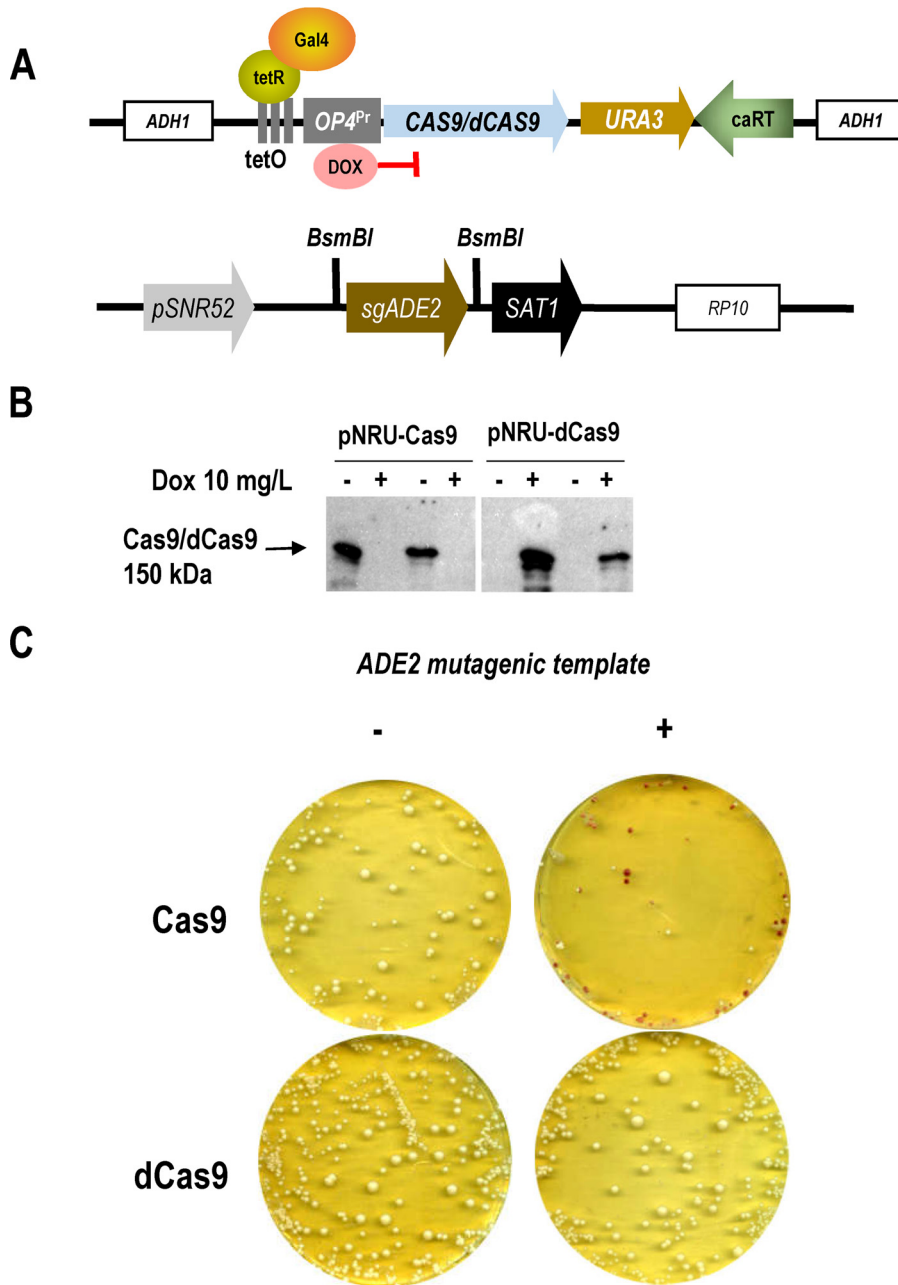 A
Gal4
tetR
ADH1
OP4Pr
CAS9/dCAS9
URA3
caRT
ADH1
tetO
DOX
BsmBI
BsmBI
pSNR52
sgADE2
SAT1
RP10
B
pNRU-Cas9
pNRU-dCas9
Dox 10 mg/L
- + - + - + - +
Cas9/dCas9
150 kDa
C
ADE2 mutagenic template
- +
Cas9
dCas9